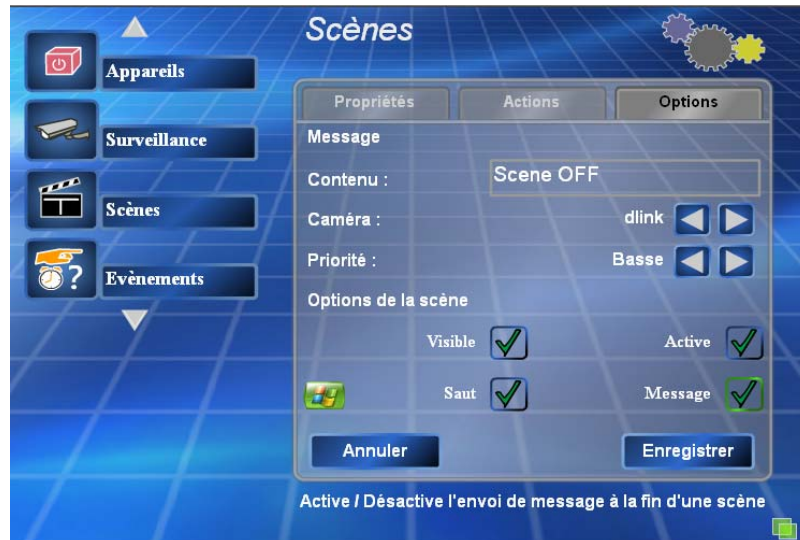 Scènes
Appareils
Surveillance
Scènes
Evènements
Propriétés Actions Options
Message
Contenu : Scene OFF
Caméra : dlink
Priorité : Basse
Options de la scène
Visible Active
Saut Message
Annuler Enregistrer
Active / Désactive l'envoi de message à la fin d'une scène